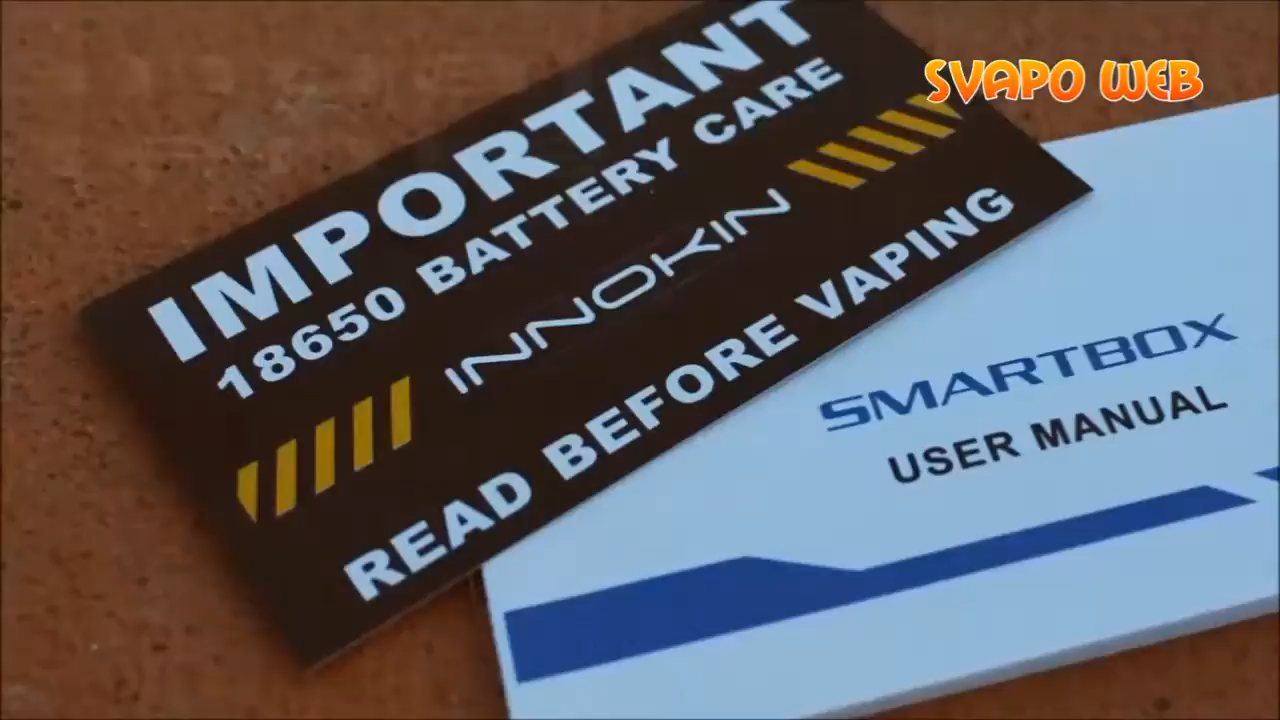 SVAPO WEB
IMPORTANT
18650 BATTERY CARE
INNOKIN
READ BEFORE VAPING
SMARTBOX
USER MANUAL